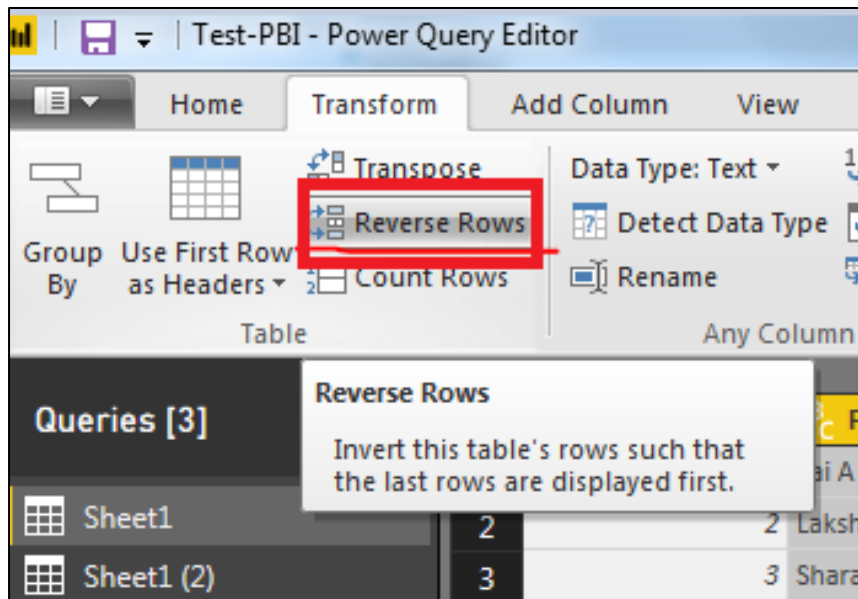 Test-PBI - Power Query Editor
Home Transform Add Column View
Transpose Data Type: Text
Reverse Rows Detect Data Type
Group By
Use First Row as Headers
Count Rows Rename
Table Any Column
Queries [3]
Reverse Rows
Invert this table's rows such that
the last rows are displayed first.
Sheet1
2 2 Laksh
Sheet1 (2)
3 3 Shara